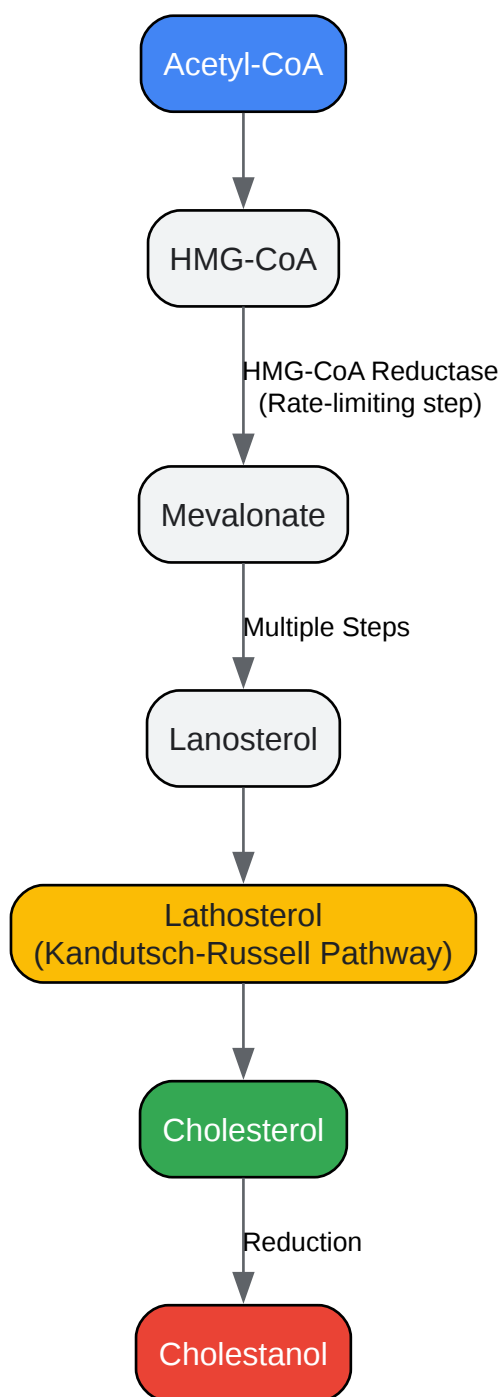 Acetyl-CoA
HMG-CoA
HMG-CoA Reductase
(Rate-limiting step)
Mevalonate
Multiple Steps
Lanosterol
Lathosterol
(Kandutsch-Russell Pathway)
Cholesterol
Reduction
Cholestanol